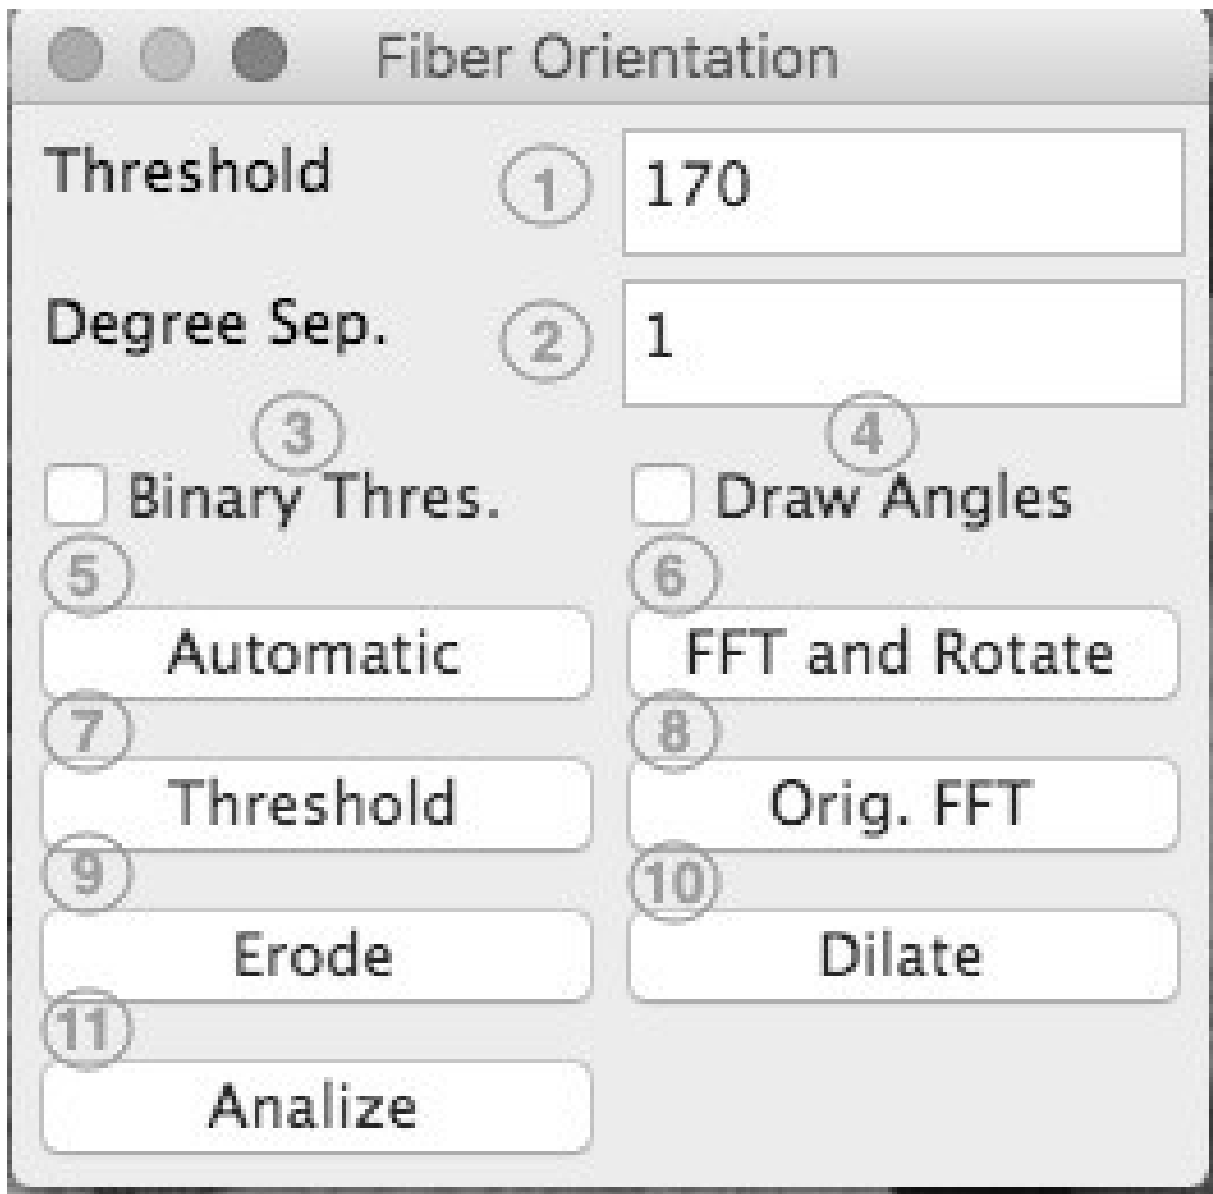 Fiber Orientation
Threshold 1 170
Degree Sep. 2 1
3 4
Binary Thres. Draw Angles
5 6
Automatic FFT and Rotate
7 8
Threshold Orig. FFT
9 10
Erode Dilate
11
Analize